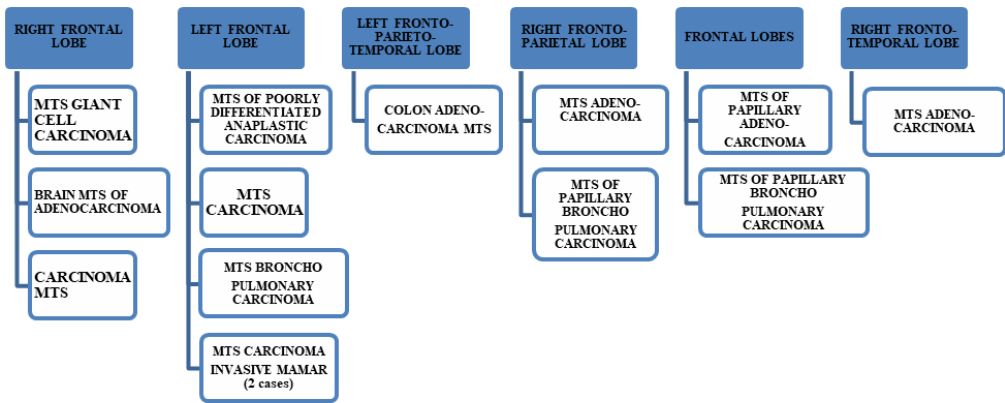 RIGHT FRONTAL
LOBE
MTS GIANT
CELL
CARCINOMA
BRAIN MTS OF
ADENOCARCINOMA
CARCINOMA
MTS
LEFT FRONTAL
LOBE
MTS OF POORLY
DIFFERENTIATED
ANAPLASTIC
CARCINOMA
MTS
CARCINOMA
MTS BRONCHO
PULMONARY
CARCINOMA
MTS CARCINOMA
INVASIVE MAMAR
(2 cases)
LEFT FRONTO-
PARIETO-
TEMPORAL LOBE
COLON ADENO-
CARCINOMA MTS
RIGHT FRONTO-
PARIETAL LOBE
MTS ADENO-
CARCINOMA
MTS OF
PAPILLARY
BRONCHO
PULMONARY
CARCINOMA
FRONTAL LOBES
MTS OF
PAPILLARY
ADENO-
CARCINOMA
MTS OF PAPILLARY
BRONCHO
PULMONARY
CARCINOMA
RIGHT FRONTO-
TEMPORAL LOBE
MTS ADENO-
CARCINOMA